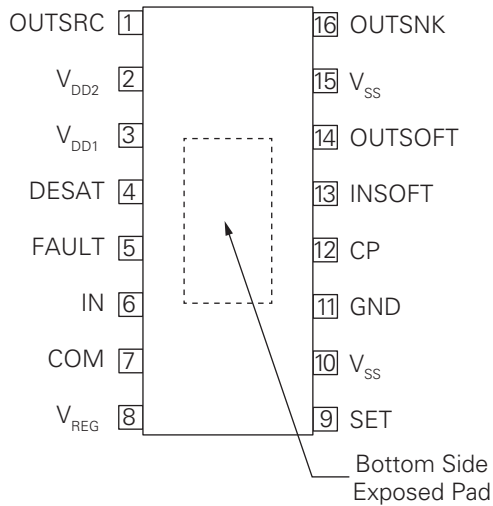 OUTSRC 1 16 OUTSNK
VDD2 2 15 VSS
VDD1 3 14 OUTSOFT
DESAT 4 13 INSOFT
FAULT 5 12 CP
IN 6 11 GND
COM 7 10 VSS
VREG 8 9 SET
Bottom Side
Exposed Pad